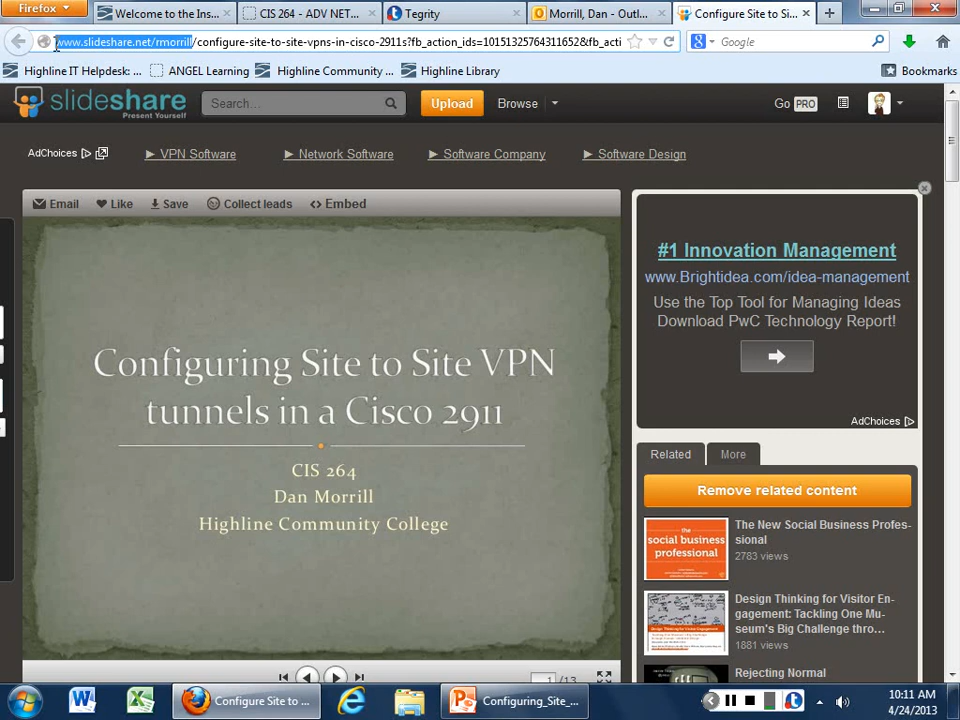 Firefox
Welcome to the Ins...
CIS 264 - ADV NET...
Tegrity
Morrill, Dan - Outl...
Configure Site to Si...
www.slideshare.net/rmorrill/configure-site-to-site-vpns-in-cisco-2911s?fb_action_ids=10151325764311652&fb_acti
Google
Highline IT Helpdesk: ...
ANGEL Learning
Highline Community ...
Highline Library
Bookmarks
slideshare
Present Yourself
Search...
Upload
Browse
Go PRO
AdChoices
► VPN Software
► Network Software
► Software Company
► Software Design
Email
Like
Save
Collect leads
Embed
Configuring Site to Site VPN
tunnels in a Cisco 2911
CIS 264
Dan Morrill
Highline Community College
1 /13
#1 Innovation Management
www.Brightidea.com/idea-management
Use the Top Tool for Managing Ideas
Download PwC Technology Report!
AdChoices
Related
More
Remove related content
the
social business
professional
The New Social Business Profes-
sional
2783 views
Design Thinking for Visitor En-
gagement: Tackling One Mu-
seum's Big Challenge thro...
1881 views
Rejecting Normal
Configure Site to ...
Configuring_Site_...
10:11 AM
4/24/2013